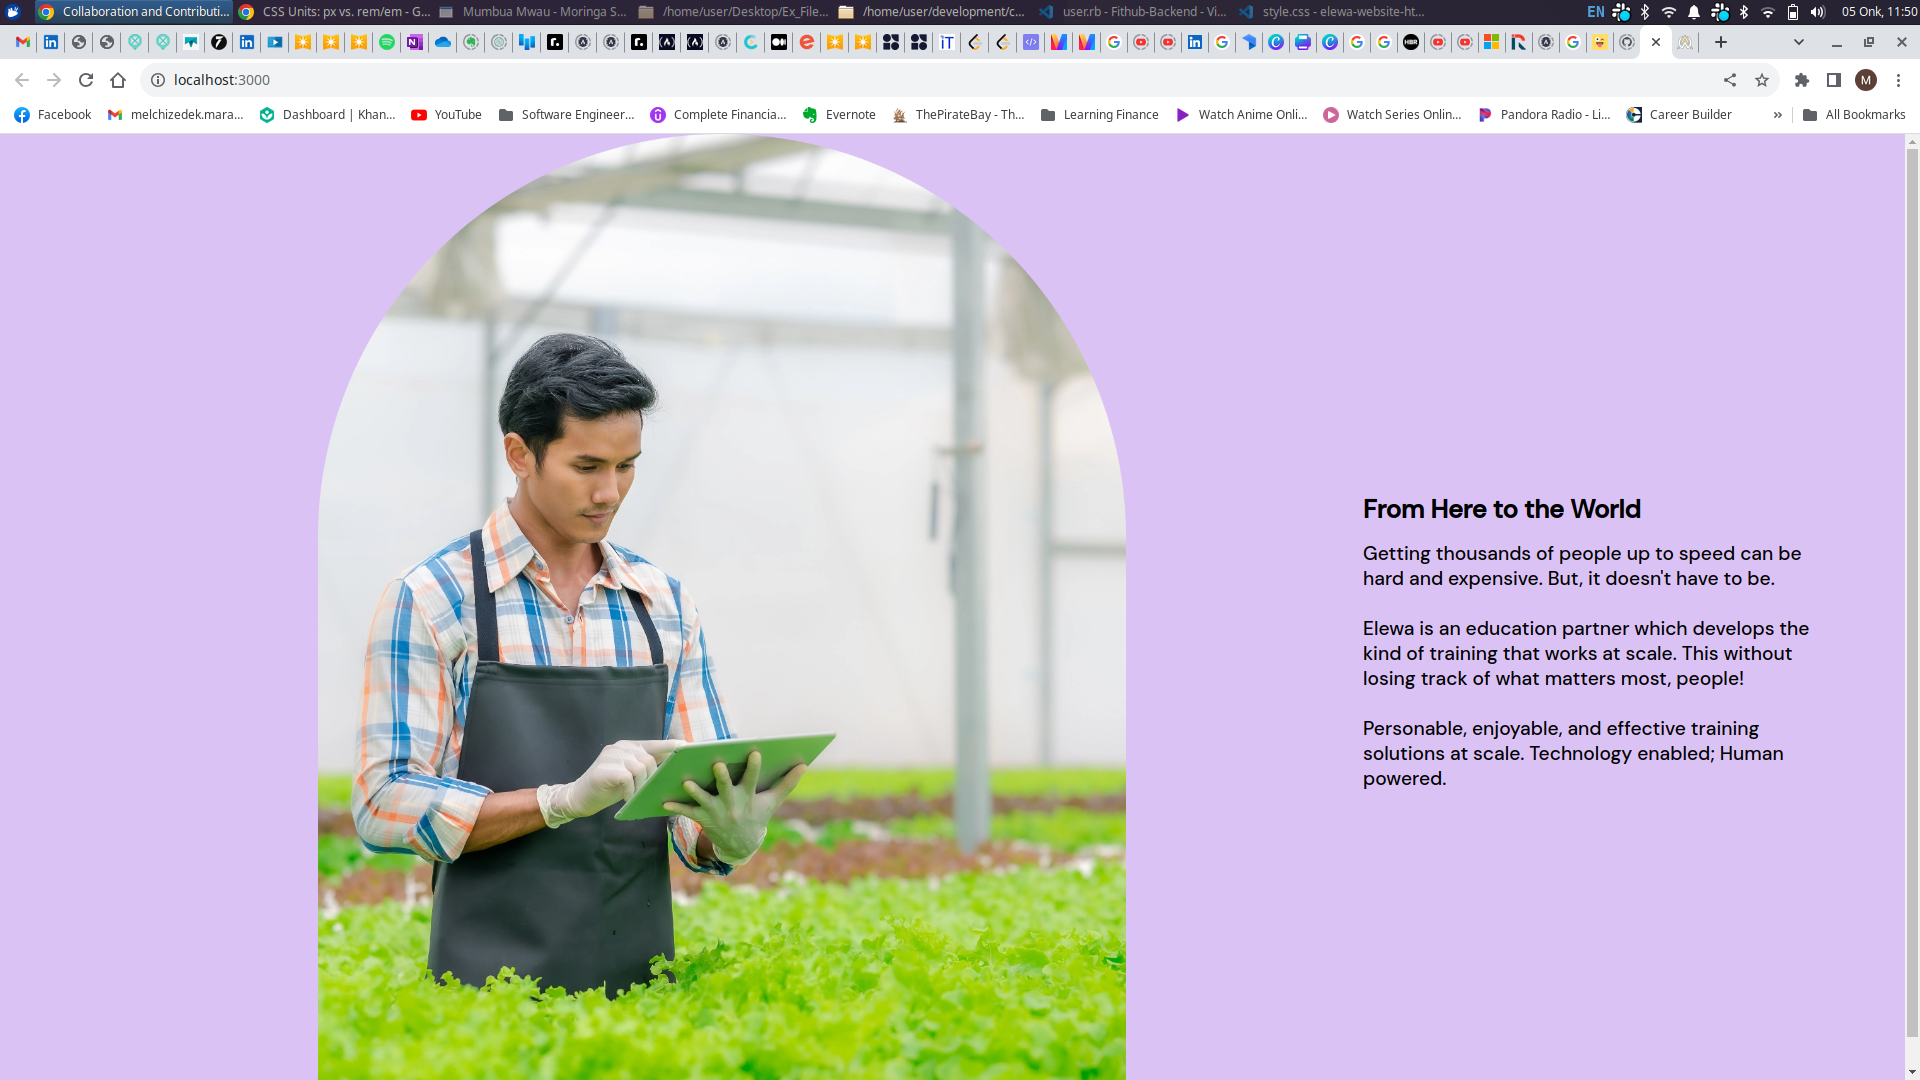 Collaboration and Contributi...
CSS Units: px vs. rem/em - G...
Mumbua Mwau - Moringa S...
/home/user/Desktop/Ex_File...
/home/user/development/c...
user.rb - Fithub-Backend - Vi...
style.css - elewa-website-ht...
EN
05 Onk, 11:50
localhost:3000
M
Facebook
melchizedek.mara...
Dashboard | Khan...
YouTube
Software Engineer...
Complete Financia...
Evernote
ThePirateBay - Th...
Learning Finance
Watch Anime Onli...
Watch Series Onlin...
Pandora Radio - Li...
Career Builder
»
All Bookmarks
From Here to the World
Getting thousands of people up to speed can be
hard and expensive. But, it doesn't have to be.
Elewa is an education partner which develops the
kind of training that works at scale. This without
losing track of what matters most, people!
Personable, enjoyable, and effective training
solutions at scale. Technology enabled; Human
powered.